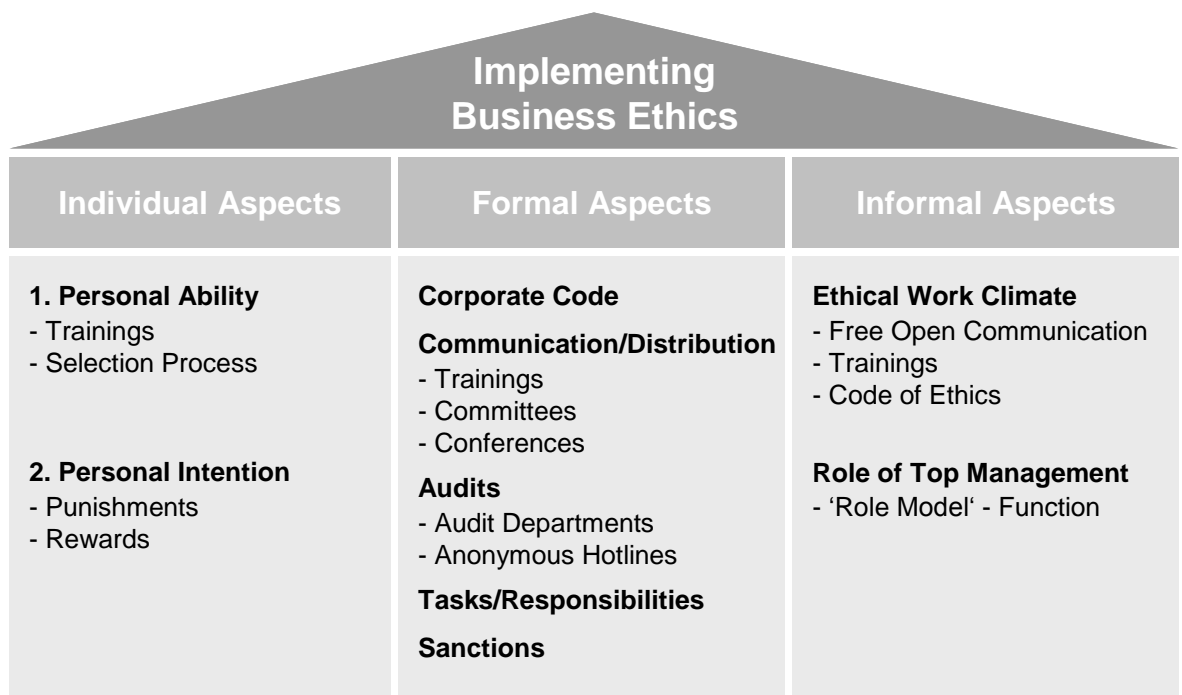 Implementing
Business Ethics
Individual Aspects
Formal Aspects
Informal Aspects
1. Personal Ability
- Trainings
- Selection Process
2. Personal Intention
- Punishments
- Rewards
Corporate Code
Communication/Distribution
- Trainings
- Committees
- Conferences
Audits
- Audit Departments
- Anonymous Hotlines
Tasks/Responsibilities
Sanctions
Ethical Work Climate
- Free Open Communication
- Trainings
- Code of Ethics
Role of Top Management
- ‘Role Model‘ - Function